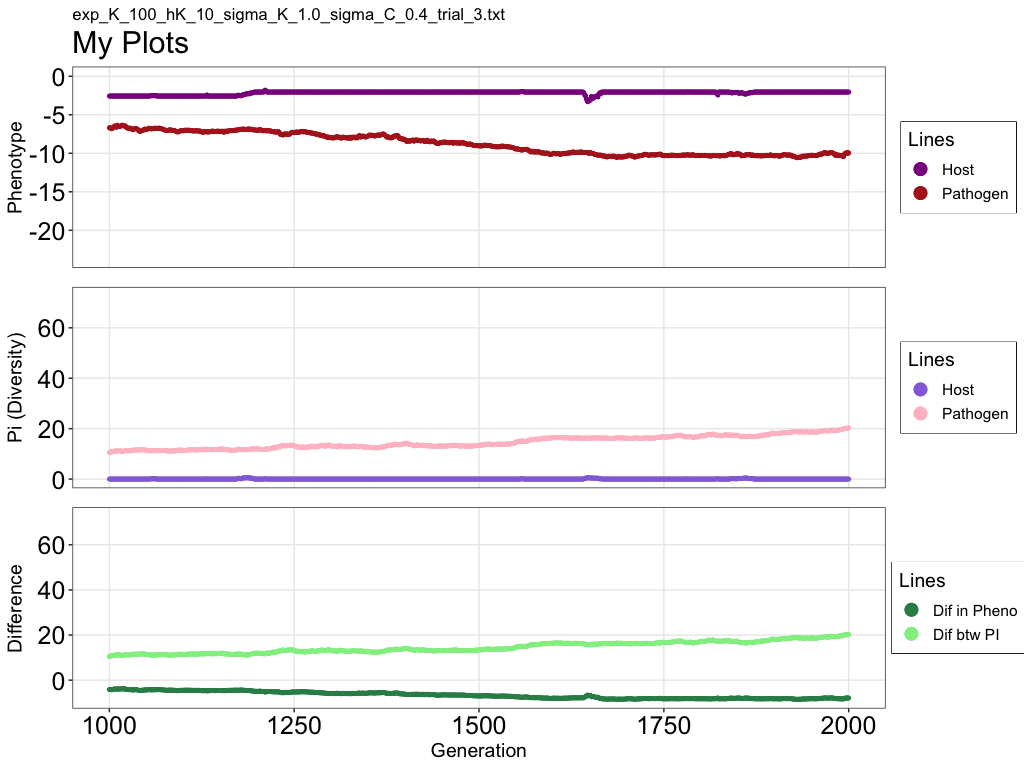 exp_K_100_hK_10_sigma_K_1.0_sigma_C_0.4_trial_3.txt
My Plots
Phenotype
0
-5
-10
-15
-20
Lines
Host
Pathogen
Pi (Diversity)
60
40
20
0
Lines
Host
Pathogen
Difference
60
40
20
0
Lines
Dif in Pheno
Dif btw PI
1000 1250 1500 1750 2000
Generation